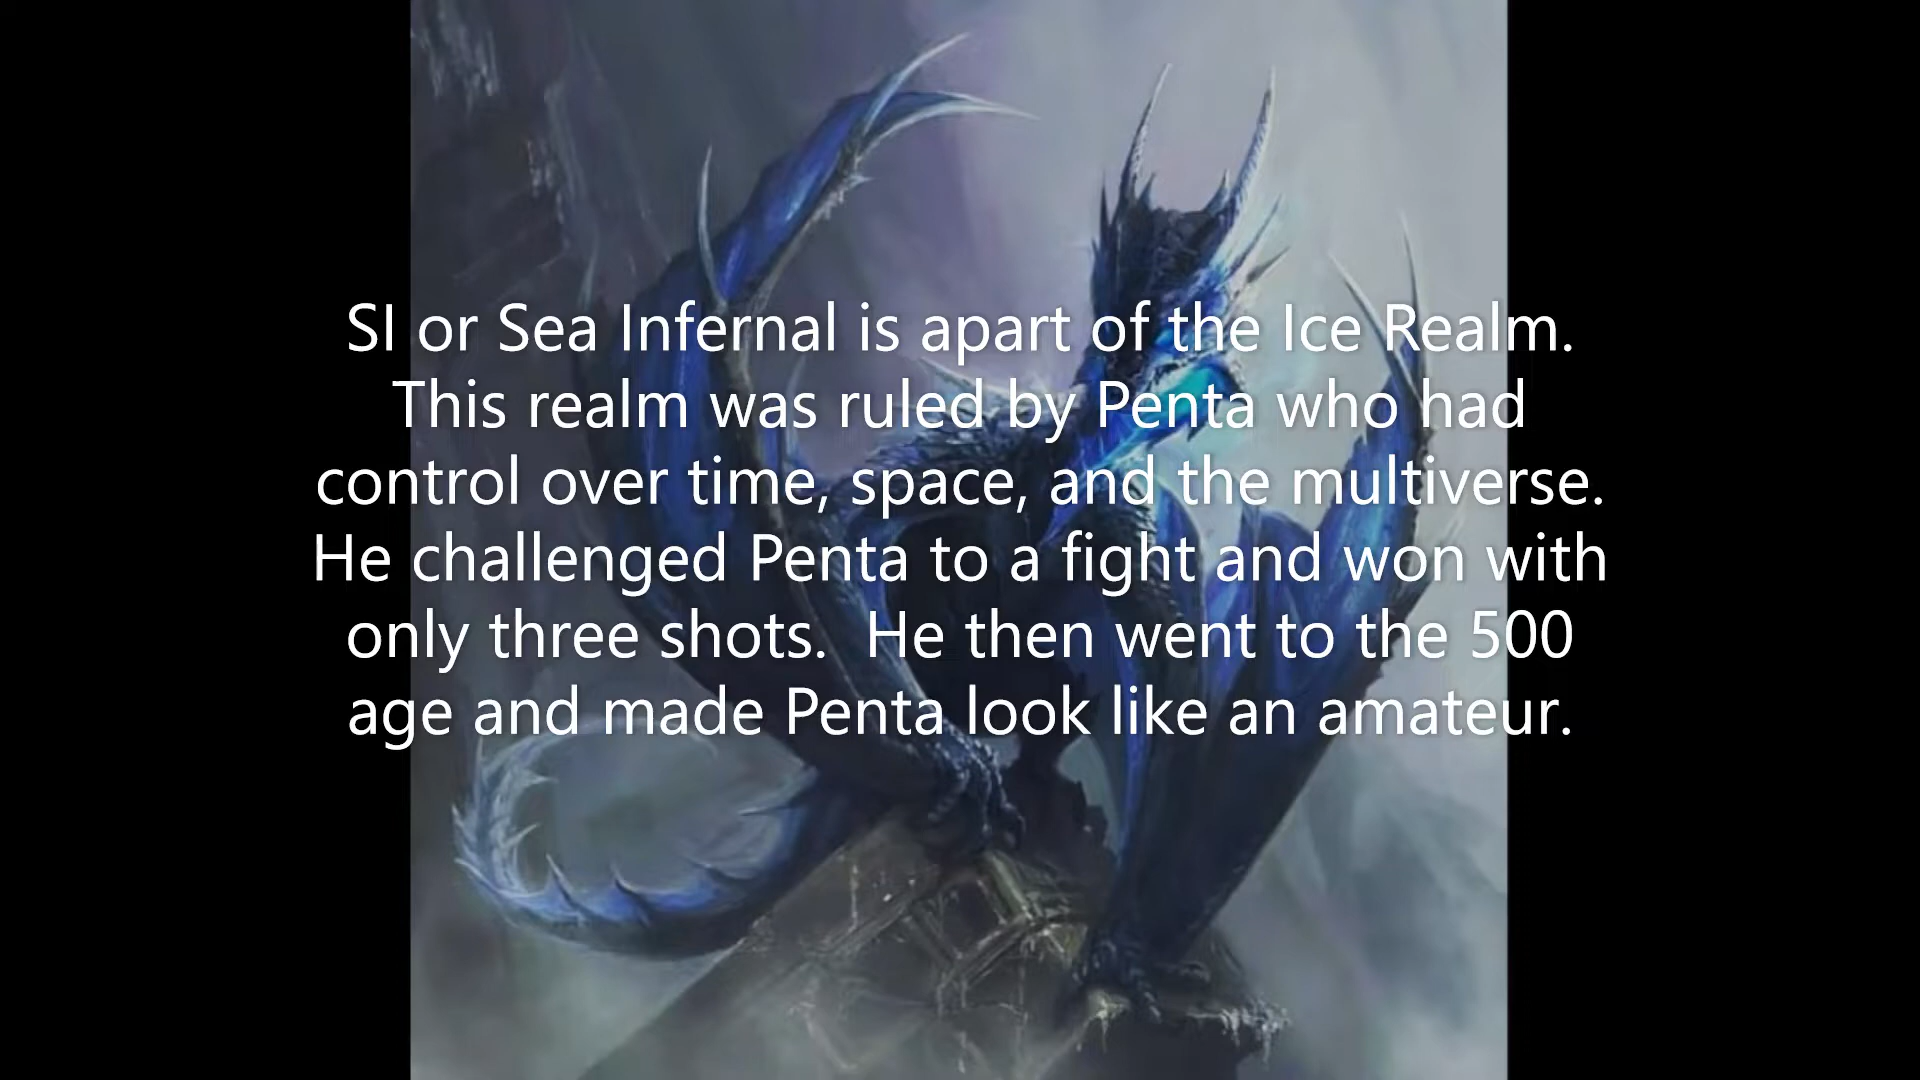 SI or Sea Infernal is apart of the Ice Realm.
This realm was ruled by Penta who had
control over time, space, and the multiverse.
He challenged Penta to a fight and won with
only three shots.  He then went to the 500
age and made Penta look like an amateur.